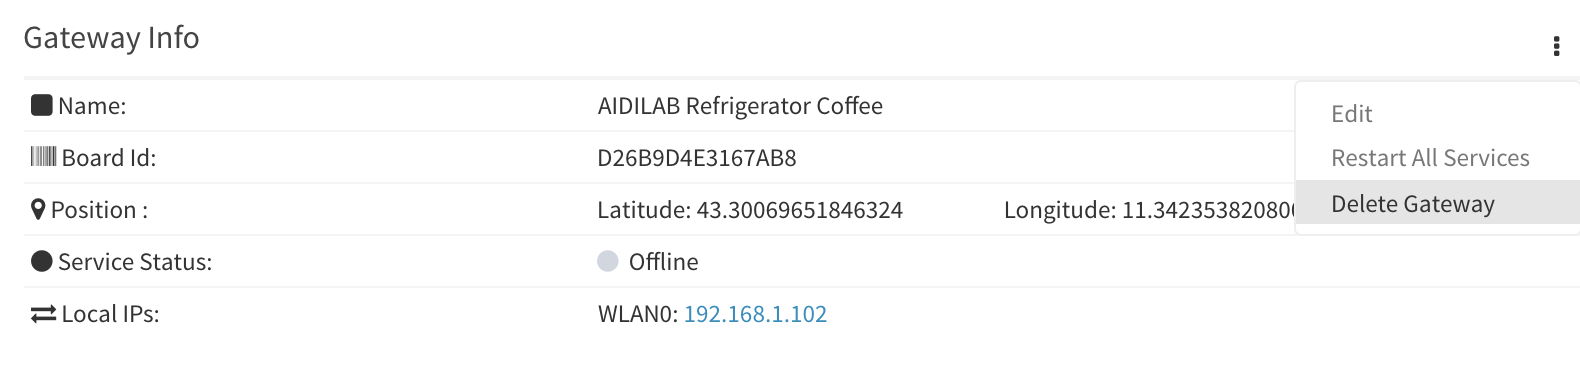 Gateway Info
Name: AIDILAB Refrigerator Coffee
Board Id: D26B9D4E3167AB8
Position : Latitude: 43.30069651846324 Longitude: 11.34235382080
Service Status: Offline
Local IPs: WLAN0: 192.168.1.102
Edit
Restart All Services
Delete Gateway